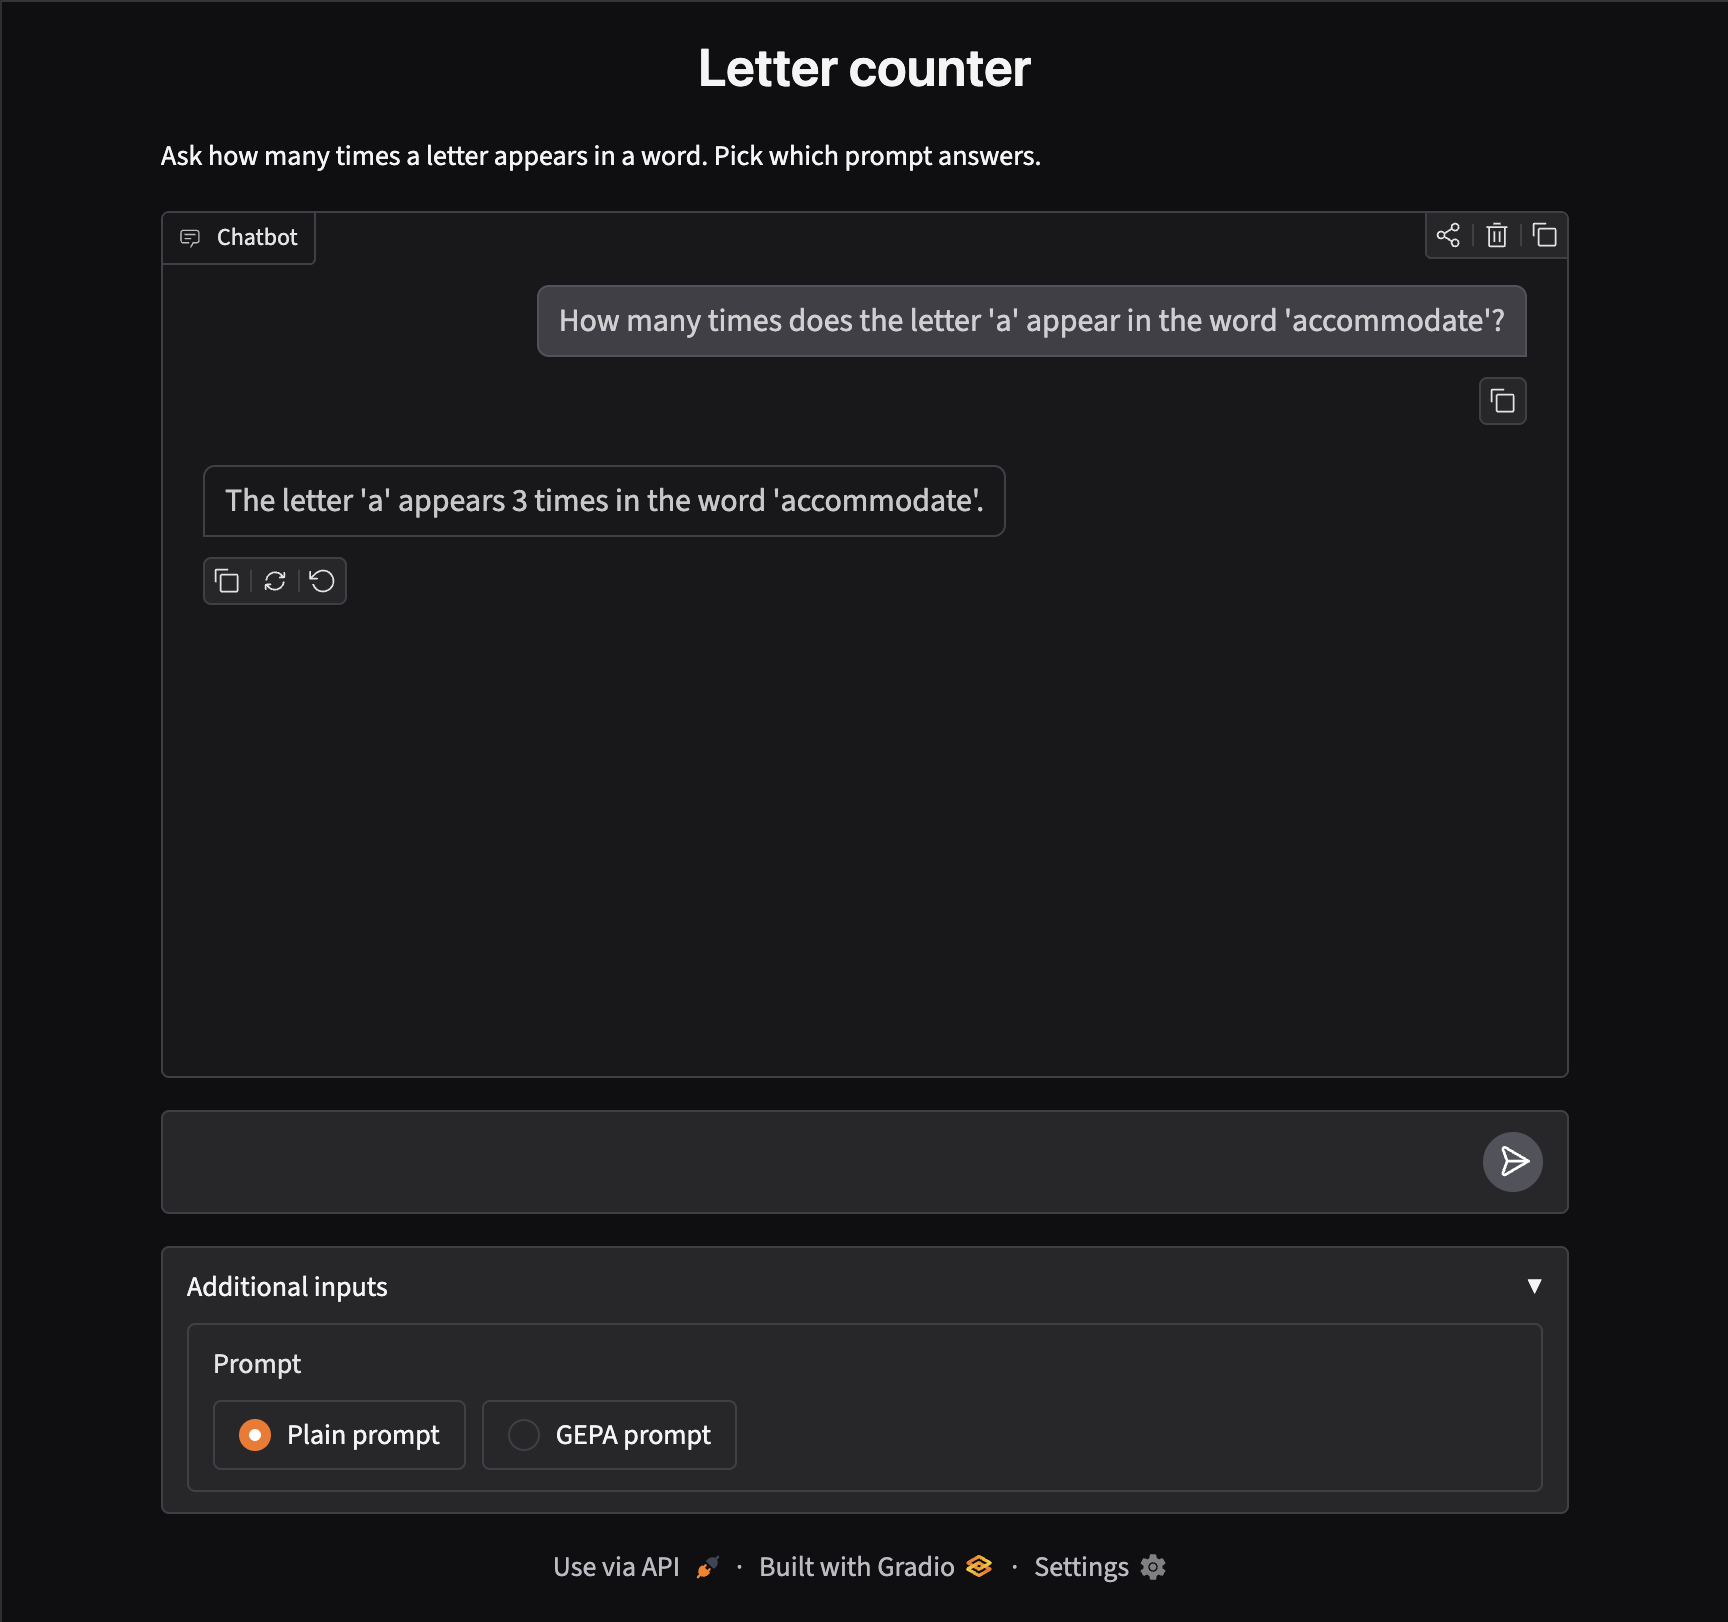 Letter counter
Ask how many times a letter appears in a word. Pick which prompt answers.
Chatbot
How many times does the letter 'a' appear in the word 'accommodate'?
The letter 'a' appears 3 times in the word 'accommodate'.
Additional inputs
▼
Prompt
Plain prompt
GEPA prompt
Use via API · Built with Gradio · Settings